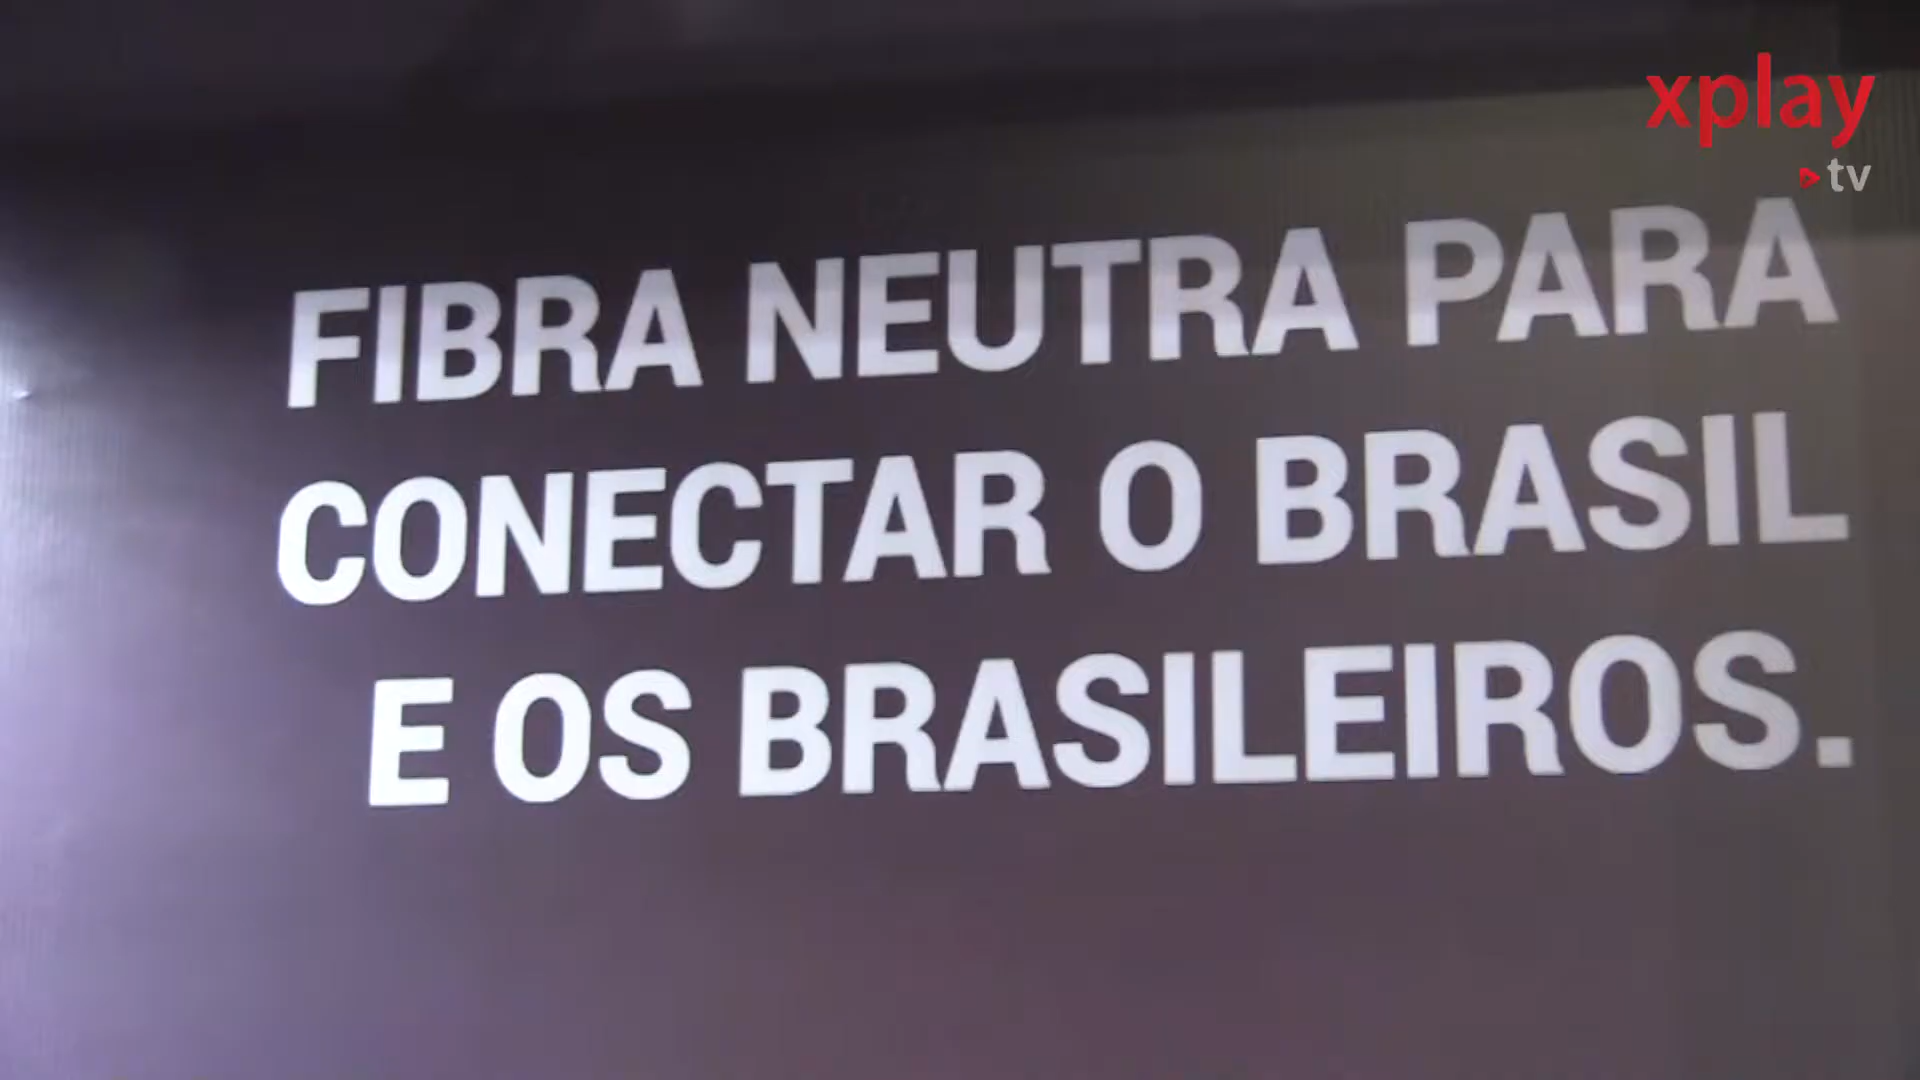 xplay
tv
FIBRA NEUTRA PARA
CONECTAR O BRASIL
E OS BRASILEIROS.